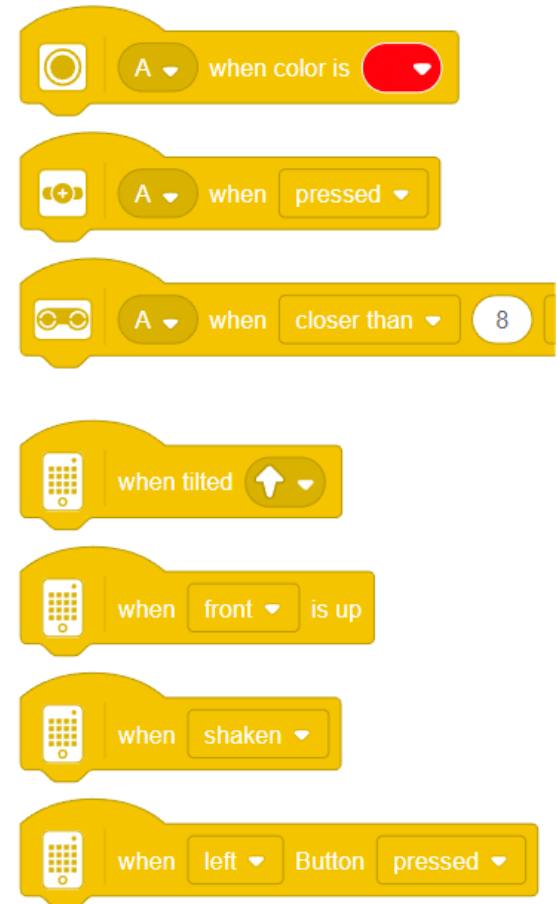 A when color is
A when pressed
A when closer than 8
when tilted
when front is up
when shaken
when left Button pressed